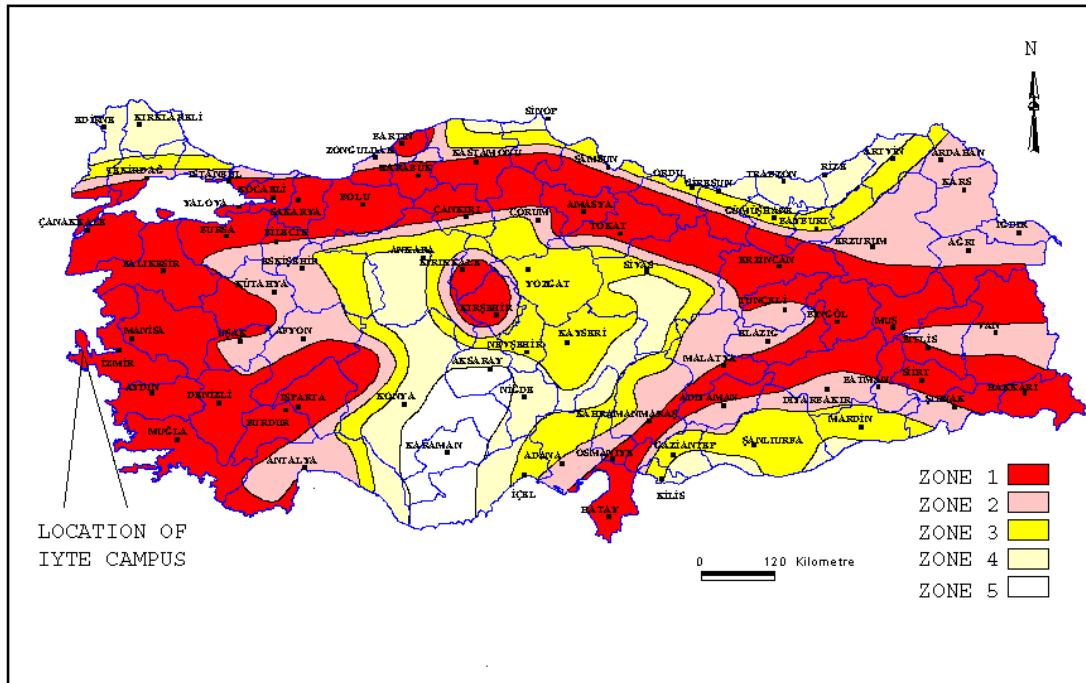 N
SİNOP
EDİRNE
KIRKLARELİ
BARTIN
ZONGULDAK
KASTAMONU
KARABÜK
SAMSUN
ORDU
GİRESUN
TRABZON
RİZE
ARTVİN
ARDAHAN
KARS
TEKİRDAĞ
İSTANBUL
KOCAELİ
YALOVA
SAKARYA
BOLU
ÇANKIRI
ÇORUM
AMASYA
TOKAT
GÜMÜŞHANE
BAYBURT
ERZURUM
IĞDIR
AĞRI
ÇANAKKALE
BURSA
BİLECİK
ANKARA
KIRIKKALE
ESKİŞEHİR
BALIKESİR
KÜTAHYA
YOZGAT
SİVAS
ERZİNCAN
TUNCELİ
BİNGÖL
MUŞ
VAN
KIRŞEHİR
MANİSA
UŞAK
AFYON
KAYSERİ
ELAZIĞ
BİTLİS
NEVŞEHİR
MALATYA
İZMİR
AKSARAY
NİĞDE
AYDIN
DENİZLİ
ISPARTA
BURDUR
KONYA
ADIYAMAN
DİYARBAKIR
BATMAN
SİİRT
ŞIRNAK
HAKKARİ
KAHRAMANMARAŞ
MARDİN
MUĞLA
KARAMAN
ANTALYA
ADANA
OSMANİYE
GAZİANTEP
ŞANLIURFA
İÇEL
KİLİS
HATAY
LOCATION OF
IYTE CAMPUS
0 120 Kilometre
ZONE 1
ZONE 2
ZONE 3
ZONE 4
ZONE 5